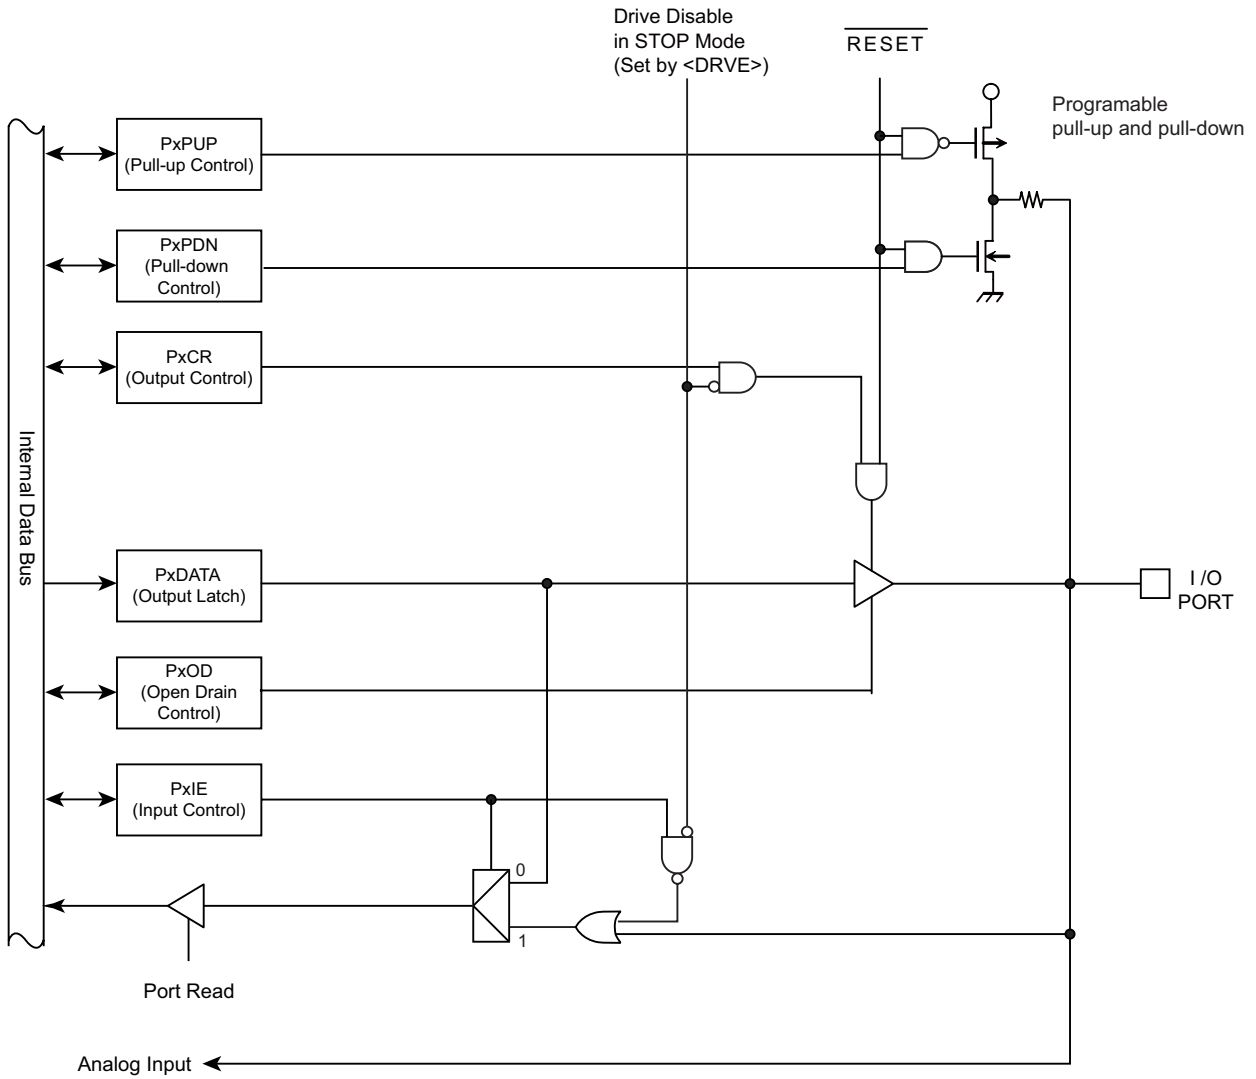 Drive Disable
in STOP Mode
(Set by <DRVE>)
RESET
Programable
pull-up and pull-down
PxPUP
(Pull-up Control)
PxPDN
(Pull-down
Control)
PxCR
(Output Control)
Internal Data Bus
PxDATA
(Output Latch)
I /O
PORT
PxOD
(Open Drain
Control)
PxIE
(Input Control)
0
1
Port Read
Analog Input